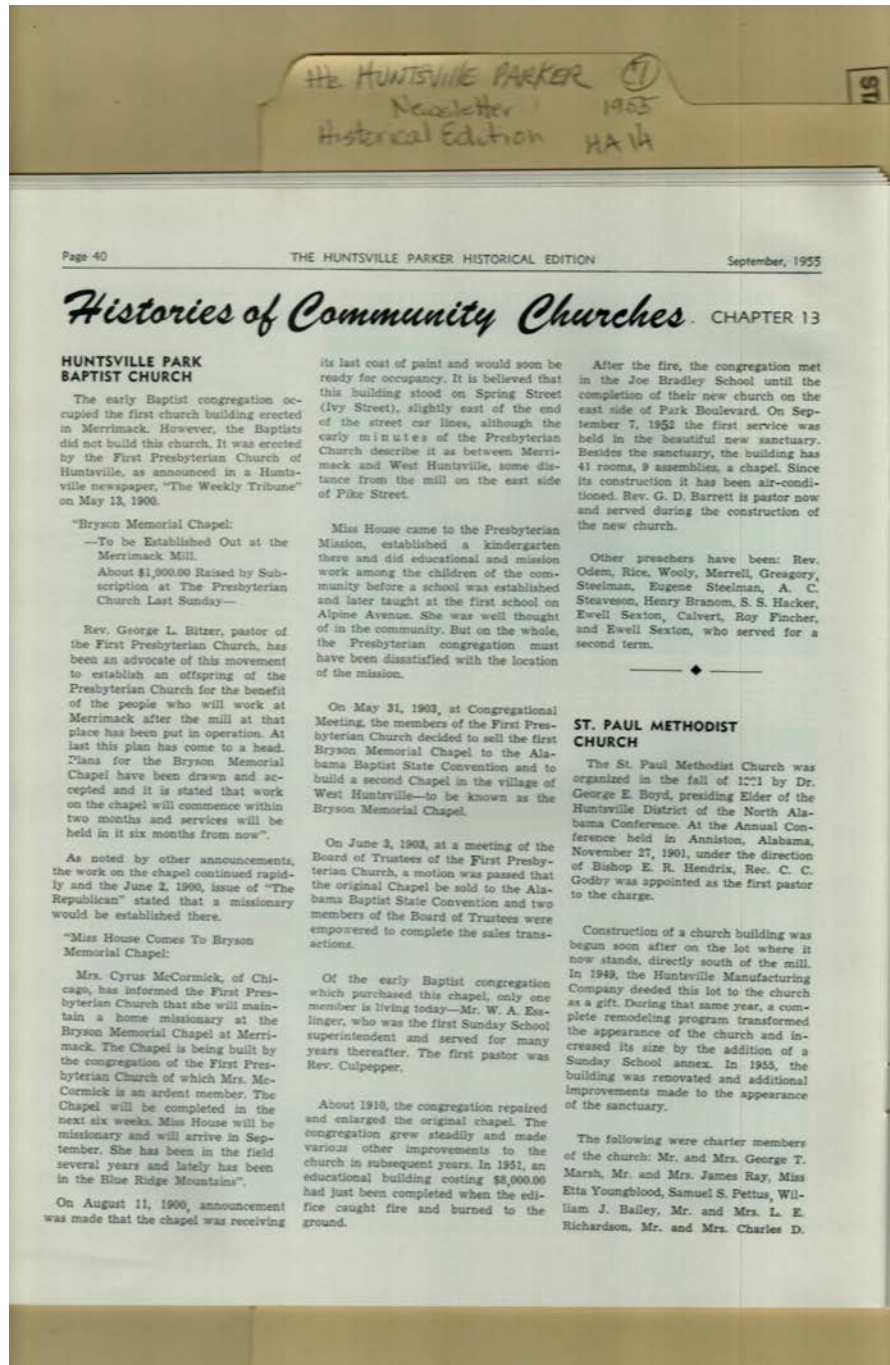 the HUNTSVILLE PARKER 7
Newsletter 1955
Historical Edition HA 14
STA
Page 40
THE HUNTSVILLE PARKER HISTORICAL EDITION
September, 1955
Histories of Community Churches. CHAPTER 13
HUNTSVILLE PARK
BAPTIST CHURCH
The early Baptist congregation oc-
cupied the first church building erected
in Merrimack. However, the Baptists
did not build this church. It was erected
by the First Presbyterian Church of
Huntsville, as announced in a Hunts-
ville newspaper, "The Weekly Tribune"
on May 13, 1900.
"Bryson Memorial Chapel:
—To be Established Out at the
Merrimack Mill.
About $1,000.00 Raised by Sub-
scription at The Presbyterian
Church Last Sunday—
Rev. George L. Bitzer, pastor of
the First Presbyterian Church, has
been an advocate of this movement
to establish an offspring of the
Presbyterian Church for the benefit
of the people who will work at
Merrimack after the mill at that
place has been put in operation. At
last this plan has come to a head.
Plans for the Bryson Memorial
Chapel have been drawn and ac-
cepted and it is stated that work
on the chapel will commence within
two months and services will be
held in it six months from now".
As noted by other announcements,
the work on the chapel continued rapid-
ly and the June 2, 1900, issue of "The
Republican" stated that a missionary
would be established there.
"Miss House Comes To Bryson
Memorial Chapel:
Mrs. Cyrus McCormick, of Chi-
cago, has informed the First Pres-
byterian Church that she will main-
tain a home missionary at the
Bryson Memorial Chapel at Merri-
mack. The Chapel is being built by
the congregation of the First Pres-
byterian Church of which Mrs. Mc-
Cormick is an ardent member. The
Chapel will be completed in the
next six weeks. Miss House will be
missionary and will arrive in Sep-
tember. She has been in the field
several years and lately has been
in the Blue Ridge Mountains".
On August 11, 1900, announcement
was made that the chapel was receiving
its last coat of paint and would soon be
ready for occupancy. It is believed that
this building stood on Spring Street
(Ivy Street), slightly east of the end
of the street car lines, although the
early minutes of the Presbyterian
Church describe it as between Merri-
mack and West Huntsville, some dis-
tance from the mill on the east side
of Pike Street.
Miss House came to the Presbyterian
Mission, established a kindergarten
there and did educational and mission
work among the children of the com-
munity before a school was established
and later taught at the first school on
Alpine Avenue. She was well thought
of in the community. But on the whole,
the Presbyterian congregation must
have been dissatisfied with the location
of the mission.
On May 31, 1903, at Congregational
Meeting, the members of the First Pres-
byterian Church decided to sell the first
Bryson Memorial Chapel to the Ala-
bama Baptist State Convention and to
build a second Chapel in the village of
West Huntsville—to be known as the
Bryson Memorial Chapel.
On June 3, 1903, at a meeting of the
Board of Trustees of the First Presby-
terian Church, a motion was passed that
the original Chapel be sold to the Ala-
bama Baptist State Convention and two
members of the Board of Trustees were
empowered to complete the sales trans-
actions.
Of the early Baptist congregation
which purchased this chapel, only one
member is living today—Mr. W. A. Ess-
linger, who was the first Sunday School
superintendent and served for many
years thereafter. The first pastor was
Rev. Culpepper.
About 1910, the congregation repaired
and enlarged the original chapel. The
congregation grew steadily and made
various other improvements to the
church in subsequent years. In 1951, an
educational building costing $8,000.00
had just been completed when the edi-
fice caught fire and burned to the
ground.
After the fire, the congregation met
in the Joe Bradley School until the
completion of their new church on the
east side of Park Boulevard. On Sep-
tember 7, 1952 the first service was
held in the beautiful new sanctuary.
Besides the sanctuary, the building has
41 rooms, 9 assemblies, a chapel. Since
its construction it has been air-condi-
tioned. Rev. G. D. Barrett is pastor now
and served during the construction of
the new church.
Other preachers have been: Rev.
Odem, Rice, Wooly, Merrell, Greagory,
Steelman, Eugene Steelman, A. C.
Steaveson, Henry Branom, S. S. Hacker,
Ewell Sexton, Calvert, Roy Fincher,
and Ewell Sexton, who served for a
second term.
ST. PAUL METHODIST
CHURCH
The St. Paul Methodist Church was
organized in the fall of by Dr.
George E. Boyd, presiding Elder of the
Huntsville District of the North Ala-
bama Conference. At the Annual Con-
ference held in Anniston, Alabama,
November 27, 1901, under the direction
of Bishop E. R. Hendrix, Rec. C. C.
Godby was appointed as the first pastor
to the charge.
Construction of a church building was
begun soon after on the lot where it
now stands, directly south of the mill.
In 1949, the Huntsville Manufacturing
Company deeded this lot to the church
as a gift. During that same year, a com-
plete remodeling program transformed
the appearance of the church and in-
creased its size by the addition of a
Sunday School annex. In 1955, the
building was renovated and additional
improvements made to the appearance
of the sanctuary.
The following were charter members
of the church: Mr. and Mrs. George T.
Marsh, Mr. and Mrs. James Ray, Miss
Etta Youngblood, Samuel S. Pettus, Wil-
liam J. Bailey, Mr. and Mrs. L. E.
Richardson, Mr. and Mrs. Charles D.